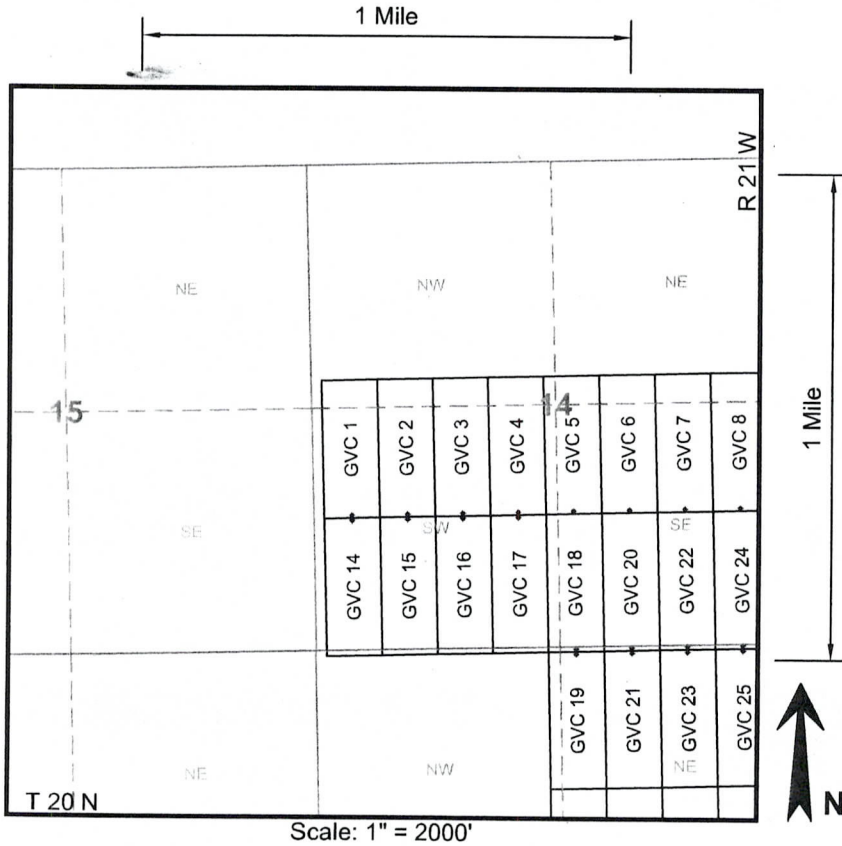 1 Mile
R 21 W
NE
NW
NE
1 Mile
15
14
GVC 1
GVC 2
GVC 3
GVC 4
GVC 5
GVC 6
GVC 7
GVC 8
SE
SW
SE
GVC 14
GVC 15
GVC 16
GVC 17
GVC 18
GVC 20
GVC 22
GVC 24
GVC 19
GVC 21
GVC 23
GVC 25
NE
NW
NE
T 20 N
N
Scale: 1" = 2000'